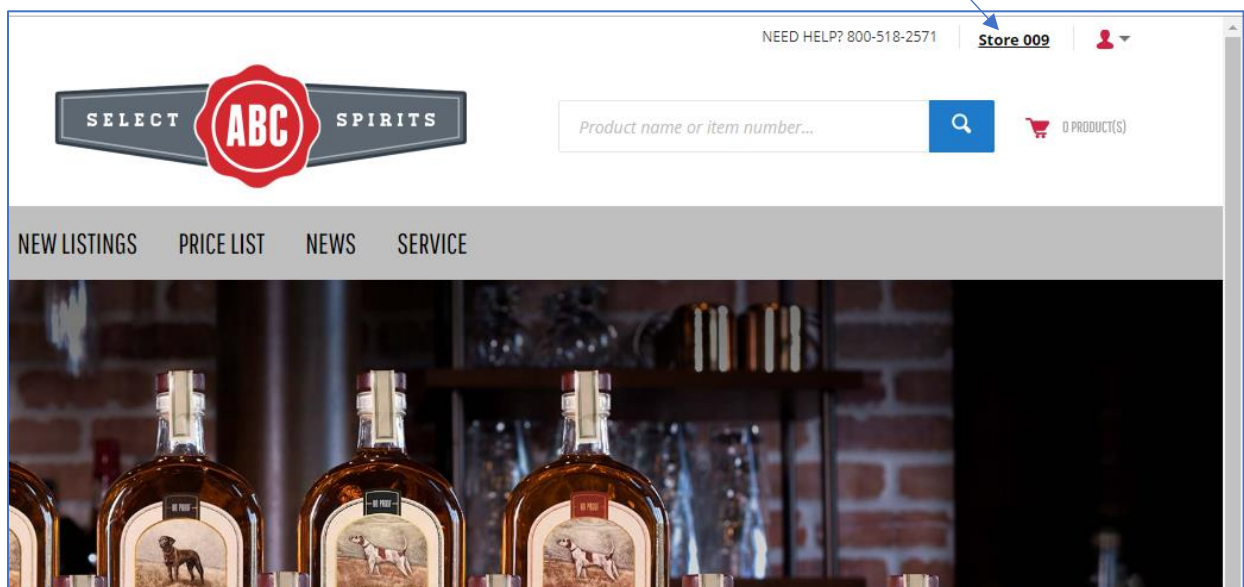 NEED HELP? 800-518-2571 Store 009
SELECT ABC SPIRITS
Product name or item number...
0 PRODUCT(S)
NEW LISTINGS PRICE LIST NEWS SERVICE